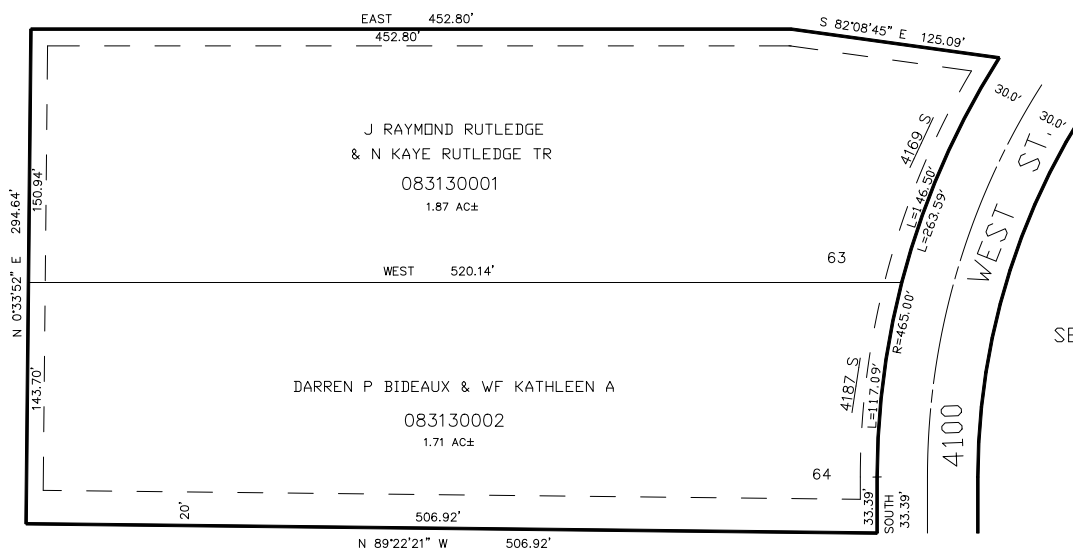 EAST 452.80'
452.80'
S 82°08'45" E 125.09'
30.0'
30.0'
J RAYMOND RUTLEDGE
& N KAYE RUTLEDGE TR
083130001
1.87 AC±
4169 S
L=146.50'
L=263.59'
WEST ST.
150.94'
N 0°33'52" E 294.64'
63
WEST 520.14'
R=465.00'
SE
DARREN P BIDEAUX & WF KATHLEEN A
083130002
1.71 AC±
143.70'
4187 S
L=117.09'
4100
64
20'
506.92'
33.39'
SOUTH
33.39'
N 89°22'21" W 506.92'